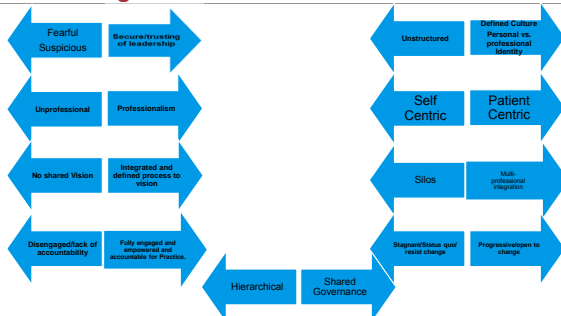 Fearful
Suspicious
Secure/trusting
of leadership
Unprofessional
Professionalism
No shared Vision
Integrated and
defined process to
vision
Disengaged/lack of
accountability
Fully engaged and
empowered and
accountable for Practice.
Hierarchical
Shared
Governance
Unstructured
Defined Culture
Personal vs.
professional
Identity
Self
Centric
Patient
Centric
Silos
Multi-
professional
integration
Stagnant/Status quo/
resist change
Progressive/open to
change